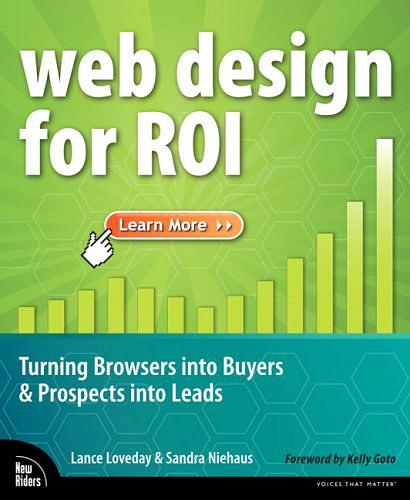 web design
for ROI
Learn More >>
Turning Browsers into Buyers
& Prospects into Leads
Lance Loveday & Sandra Niehaus
Foreword by Kelly Goto
New
Riders
VOICES THAT MATTER™